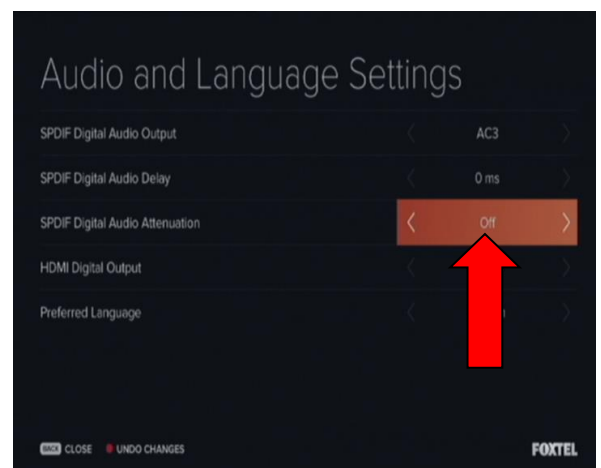 Audio and Language Settings
SPDIF Digital Audio Output AC3
SPDIF Digital Audio Delay 0 ms
SPDIF Digital Audio Attenuation Off
HDMI Digital Output
Preferred Language
BACK CLOSE UNDO CHANGES FOXTEL